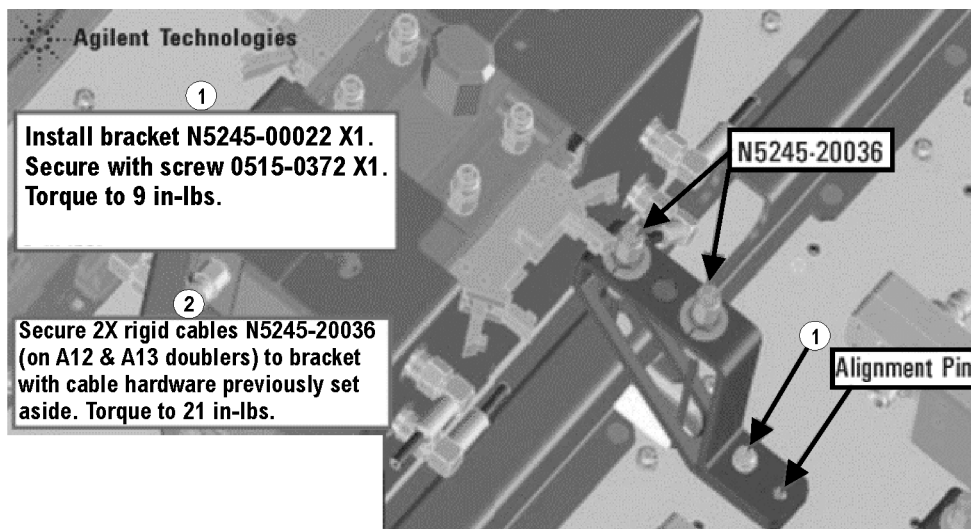 Agilent Technologies
1
Install bracket N5245-00022 X1.
Secure with screw 0515-0372 X1.
Torque to 9 in-lbs.
N5245-20036
2
Secure 2X rigid cables N5245-20036
(on A12 & A13 doublers) to bracket
with cable hardware previously set
aside. Torque to 21 in-lbs.
1
Alignment Pin